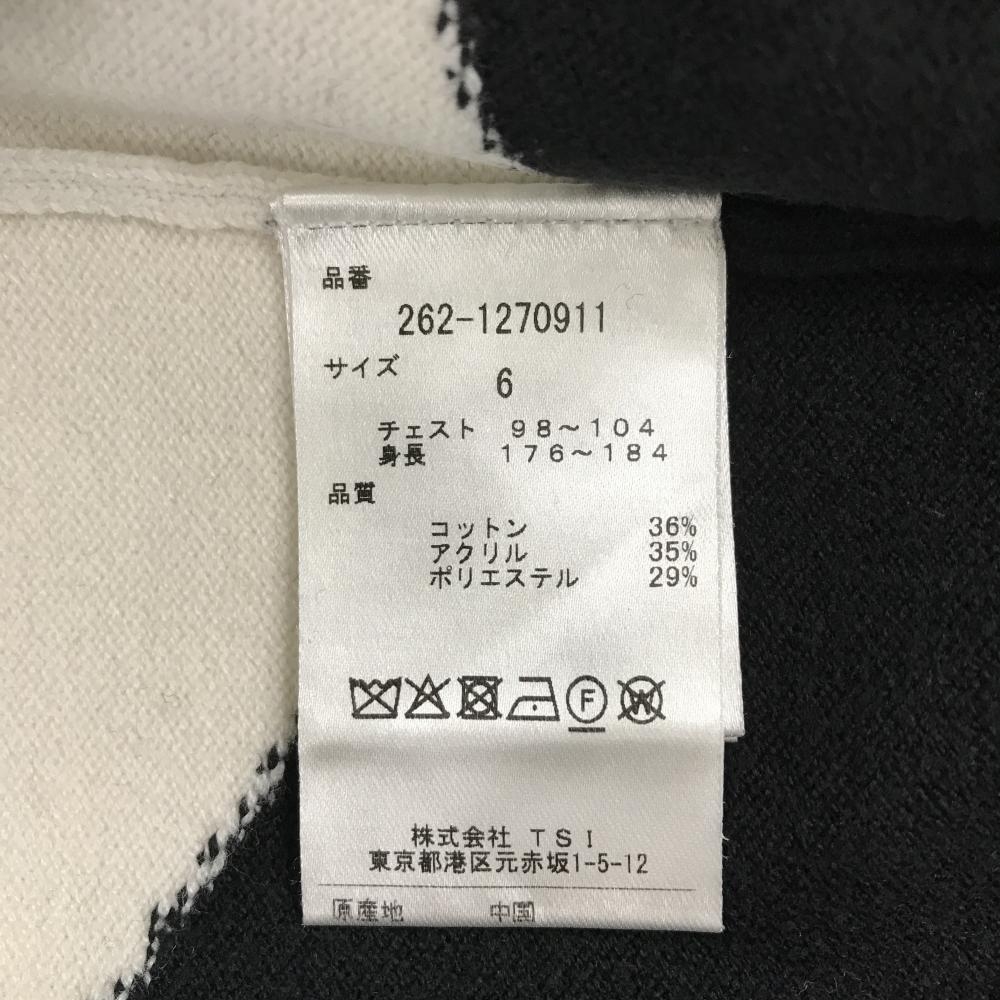 品番
262-1270911
サイズ
6
チェスト 98～104
身長 176～184
品質
コットン 36%
アクリル 35%
ポリエステル 29%
F W
株式会社 TSI
東京都港区元赤坂1-5-12
原産地 中国